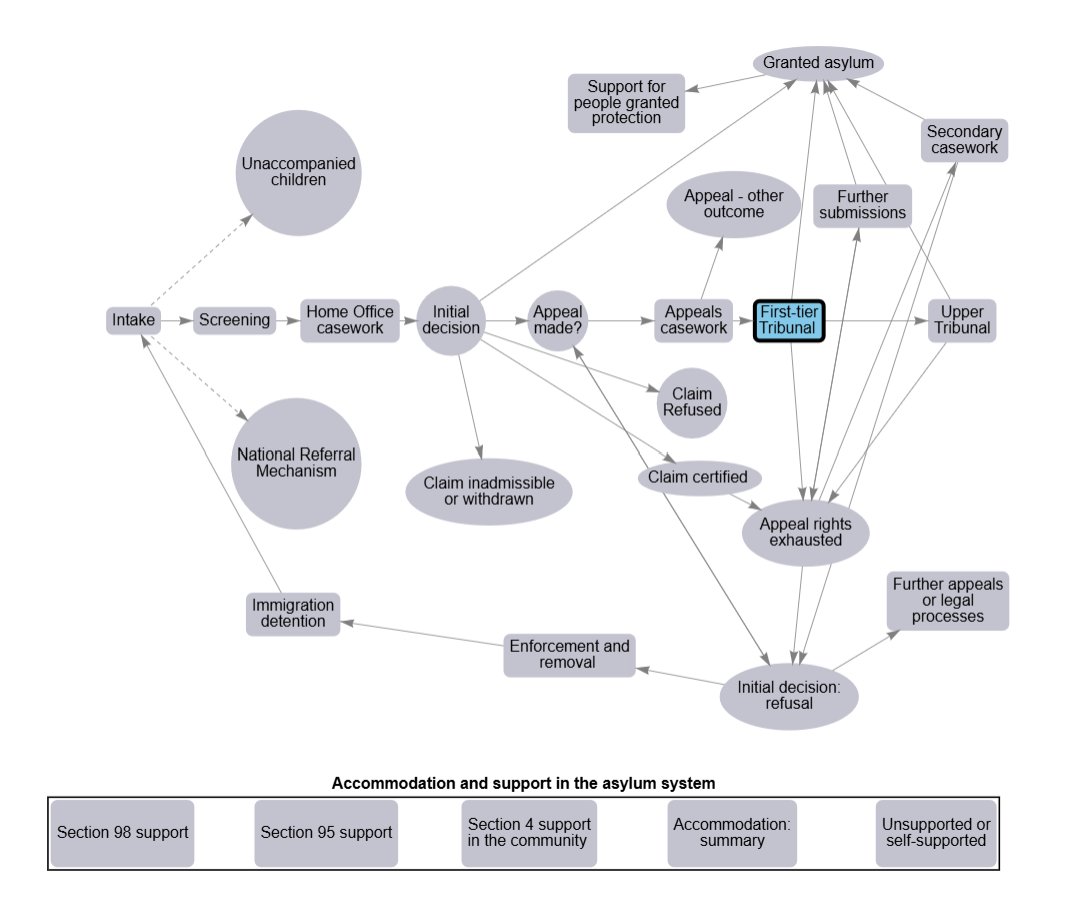 Granted asylum
Support for
people granted
protection
Secondary
casework
Unaccompanied
children
Appeal - other
outcome
Further
submissions
Intake
Screening
Home Office
casework
Initial
decision
Appeal
made?
Appeals
casework
First-tier
Tribunal
Upper
Tribunal
Claim
Refused
National Referral
Mechanism
Claim inadmissible
or withdrawn
Claim certified
Appeal rights
exhausted
Immigration
detention
Enforcement and
removal
Further appeals
or legal
processes
Initial decision:
refusal
Accommodation and support in the asylum system
Section 98 support
Section 95 support
Section 4 support
in the community
Accommodation:
summary
Unsupported or
self-supported